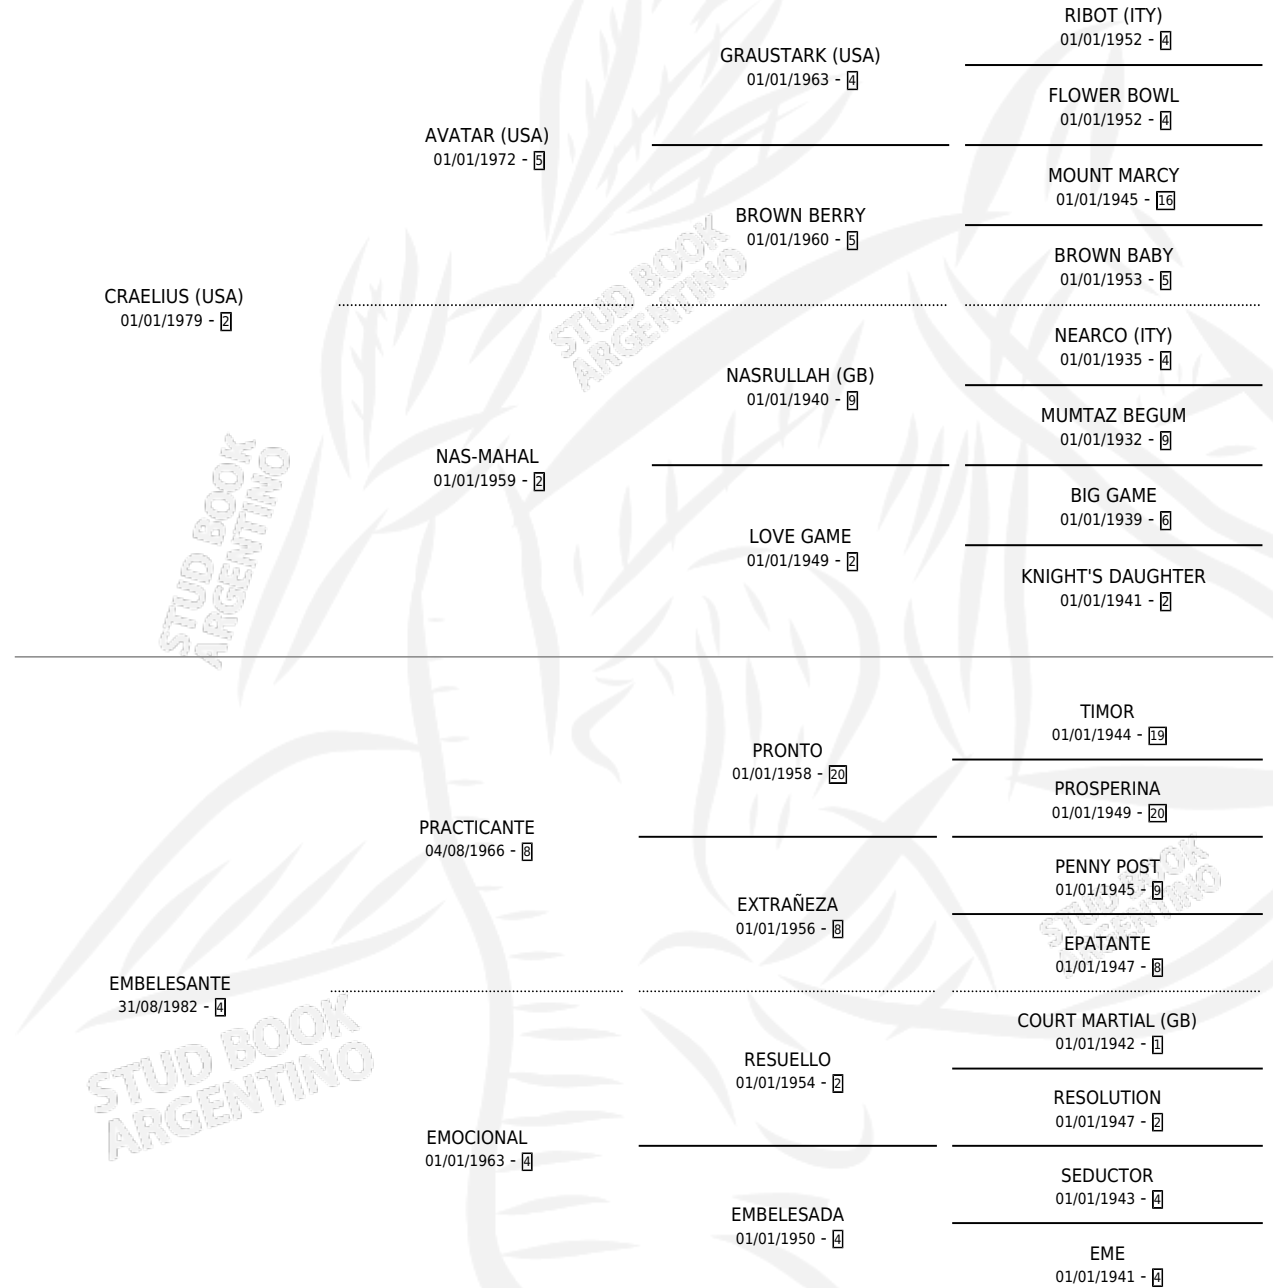 RIBOT (ITY)
01/01/1952 - 4
GRAUSTARK (USA)
01/01/1963 - 4
FLOWER BOWL
01/01/1952 - 4
AVATAR (USA)
01/01/1972 - 5
MOUNT MARCY
01/01/1945 - 16
BROWN BERRY
01/01/1960 - 5
BROWN BABY
01/01/1953 - 5
CRAELIUS (USA)
01/01/1979 - 2
STUD BOOK
ARGENTINO
NEARCO (ITY)
01/01/1935 - 4
NASRULLAH (GB)
01/01/1940 - 9
MUMTAZ BEGUM
01/01/1932 - 9
NAS-MAHAL
01/01/1959 - 2
BIG GAME
01/01/1939 - 6
LOVE GAME
01/01/1949 - 2
KNIGHT'S DAUGHTER
01/01/1941 - 2
STUD BOOK
ARGENTINO
TIMOR
01/01/1944 - 19
PRONTO
01/01/1958 - 20
PROSPERINA
01/01/1949 - 20
PRACTICANTE
04/08/1966 - 8
PENNY POST
01/01/1945 - 9
EXTRAÑEZA
01/01/1956 - 8
EPATANTE
01/01/1947 - 8
STUD BOOK
ARGENTINO
EMBELESANTE
31/08/1982 - 4
COURT MARTIAL (GB)
01/01/1942 - 1
RESUELLO
01/01/1954 - 2
RESOLUTION
01/01/1947 - 2
STUD BOOK
ARGENTINO
EMOCIONAL
01/01/1963 - 4
SEDUCTOR
01/01/1943 - 4
EMBELESADA
01/01/1950 - 4
EME
01/01/1941 - 4